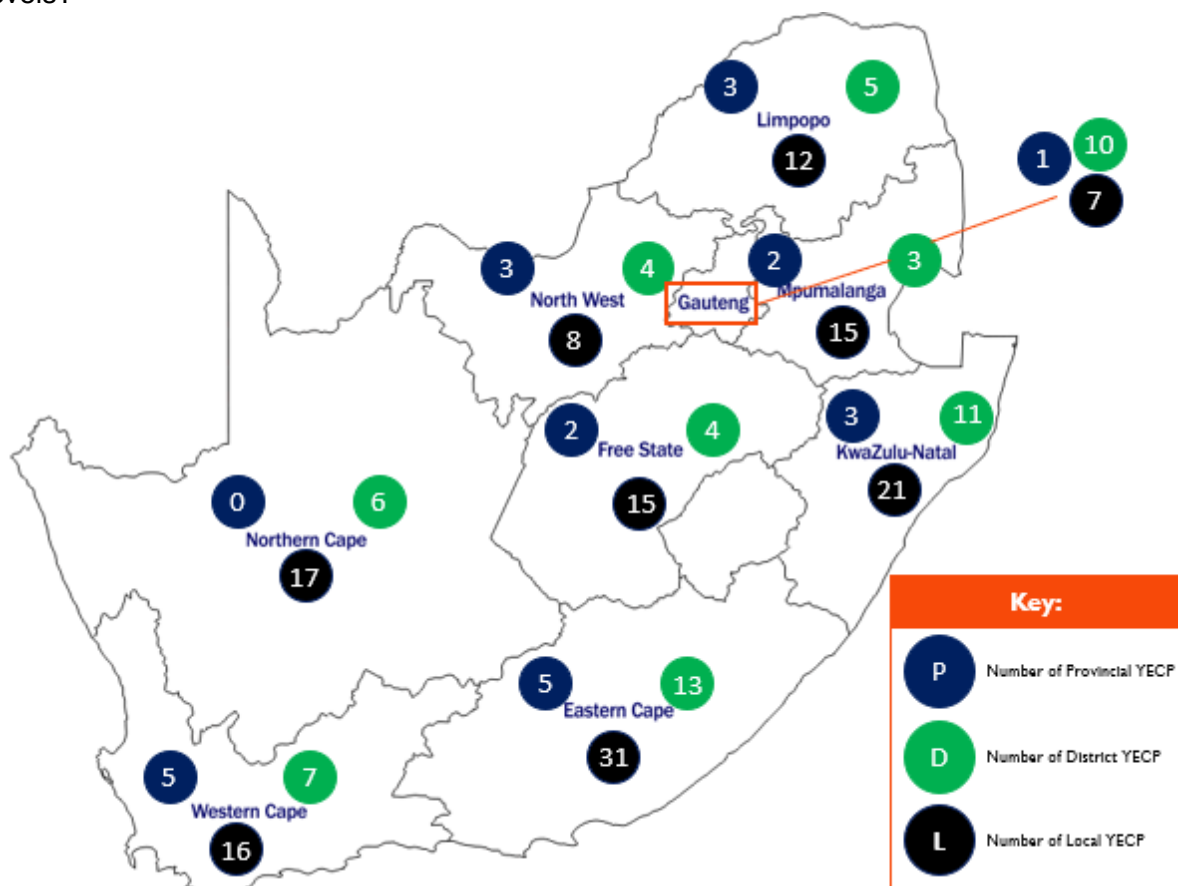 3
5
Limpopo
12
1
10
7
3
4
North West
8
Gauteng
2
3
Mpumalanga
15
2
4
Free State
15
3
11
KwaZulu-Natal
21
0
6
Northern Cape
17
5
13
Eastern Cape
31
5
7
Western Cape
16
Key:
P Number of Provincial YECP
D Number of District YECP
L Number of Local YECP